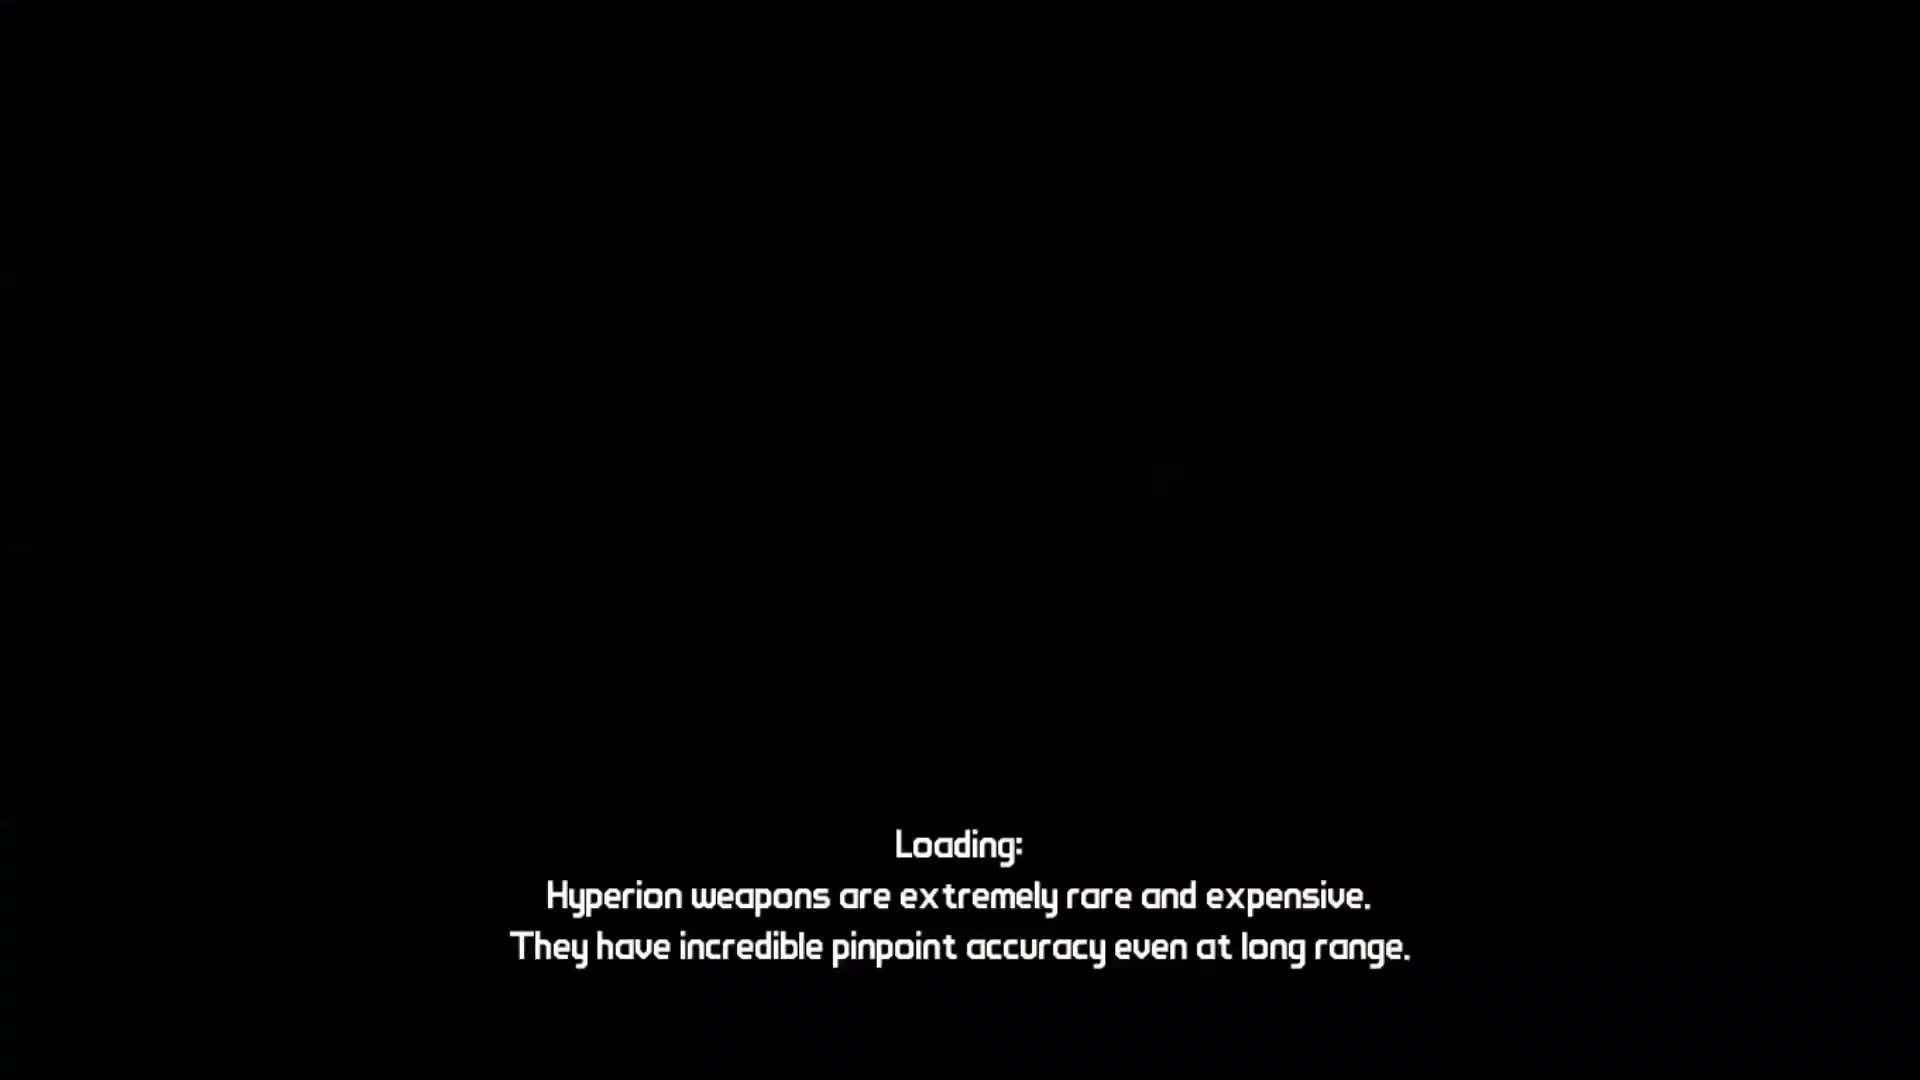 Loading:
Hyperion weapons are extremely rare and expensive.
They have incredible pinpoint accuracy even at long range.